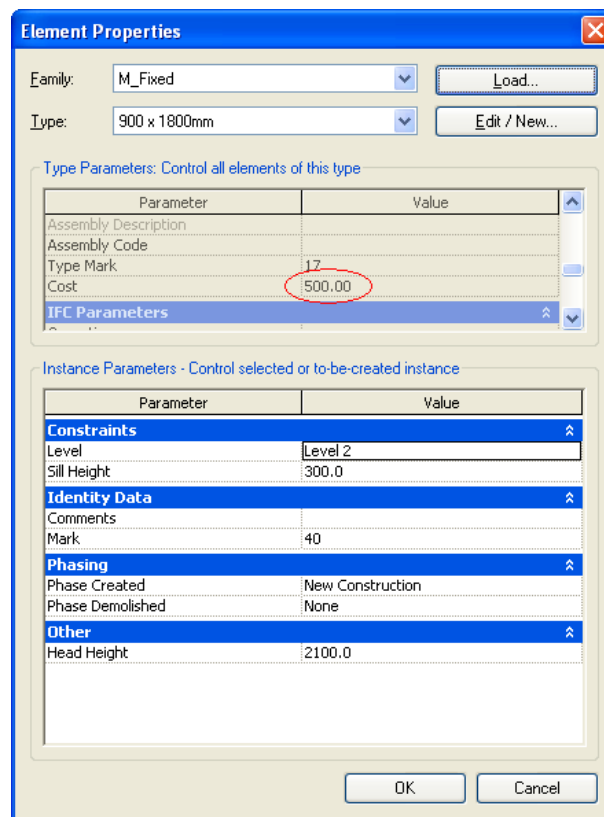 Element Properties
Family: M_Fixed Load...
Type: 900 x 1800mm Edit / New...
Type Parameters: Control all elements of this type
Parameter Value
Assembly Description
Assembly Code
Type Mark 17
Cost 500.00
IFC Parameters
Instance Parameters - Control selected or to-be-created instance
Parameter Value
Constraints
Level Level 2
Sill Height 300.0
Identity Data
Comments
Mark 40
Phasing
Phase Created New Construction
Phase Demolished None
Other
Head Height 2100.0
OK Cancel